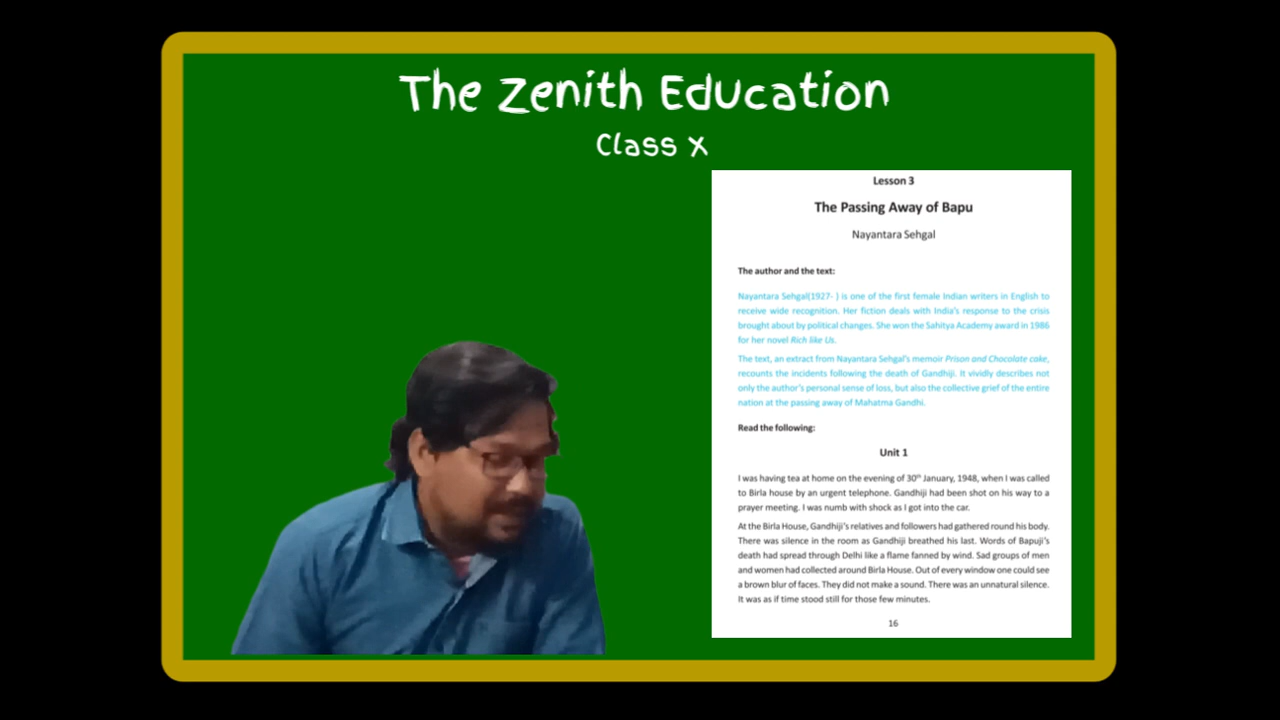 The Zenith Education
Class X
Lesson 3
The Passing Away of Bapu
Nayantara Sehgal
The author and the text:
Nayantara Sehgal(1927- ) is one of the first female Indian writers in English to
receive wide recognition. Her fiction deals with India's response to the crisis
brought about by political changes. She won the Sahitya Academy award in 1986
for her novel Rich like Us.
The text, an extract from Nayantara Sehgal's memoir Prison and Chocolate cake,
recounts the incidents following the death of Gandhiji. It vividly describes not
only the author's personal sense of loss, but also the collective grief of the entire
nation at the passing away of Mahatma Gandhi.
Read the following:
Unit 1
I was having tea at home on the evening of 30th January, 1948, when I was called
to Birla house by an urgent telephone. Gandhiji had been shot on his way to a
prayer meeting. I was numb with shock as I got into the car.
At the Birla House, Gandhiji's relatives and followers had gathered round his body.
There was silence in the room as Gandhiji breathed his last. Words of Bapuji's
death had spread through Delhi like a flame fanned by wind. Sad groups of men
and women had collected around Birla House. Out of every window one could see
a brown blur of faces. They did not make a sound. There was an unnatural silence.
It was as if time stood still for those few minutes.
16